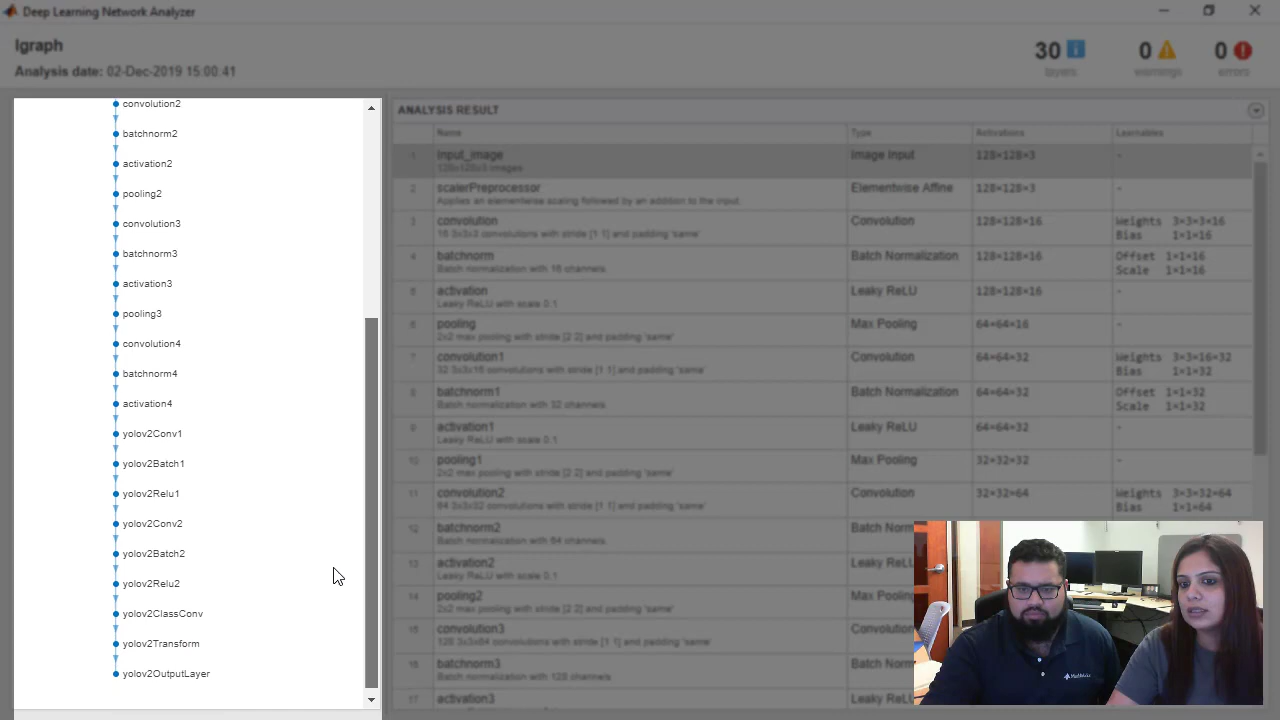 Deep Learning Network Analyzer
lgraph
Analysis date: 02-Dec-2019 15:00:41
30
layers
0
warnings
0
errors
convolution2
batchnorm2
activation2
pooling2
convolution3
batchnorm3
activation3
pooling3
convolution4
batchnorm4
activation4
yolov2Conv1
yolov2Batch1
yolov2Relu1
yolov2Conv2
yolov2Batch2
yolov2Relu2
yolov2ClassConv
yolov2Transform
yolov2OutputLayer
ANALYSIS RESULT
Name Type Activations Learnables
1 input_image Image Input 128×128×3 -
128x128x3 images
2 scalerPreprocessor Elementwise Affine 128×128×3 -
Applies an elementwise scaling followed by an addition to the input.
3 convolution Convolution 128×128×16 Weights 3×3×3×16
16 3x3x3 convolutions with stride [1 1] and padding 'same' Bias 1×1×16
4 batchnorm Batch Normalization 128×128×16 Offset 1×1×16
Batch normalization with 16 channels Scale 1×1×16
5 activation Leaky ReLU 128×128×16 -
Leaky ReLU with scale 0.1
6 pooling Max Pooling 64×64×16 -
2x2 max pooling with stride [2 2] and padding 'same'
7 convolution1 Convolution 64×64×32 Weights 3×3×16×32
32 3x3x16 convolutions with stride [1 1] and padding 'same' Bias 1×1×32
8 batchnorm1 Batch Normalization 64×64×32 Offset 1×1×32
Batch normalization with 32 channels Scale 1×1×32
9 activation1 Leaky ReLU 64×64×32 -
Leaky ReLU with scale 0.1
10 pooling1 Max Pooling 32×32×32 -
2x2 max pooling with stride [2 2] and padding 'same'
11 convolution2 Convolution 32×32×64 Weights 3×3×32×64
64 3x3x32 convolutions with stride [1 1] and padding 'same' Bias 1×1×64
12 batchnorm2 Batch Norm
Batch normalization with 64 channels
13 activation2 Leaky ReL
Leaky ReLU with scale 0.1
14 pooling2 Max Poolin
2x2 max pooling with stride [2 2] and padding 'same'
15 convolution3 Convolutio
128 3x3x64 convolutions with stride [1 1] and padding 'same'
16 batchnorm3 Batch Norm
Batch normalization with 128 channels
17 activation3 Leaky ReL
MathWorks